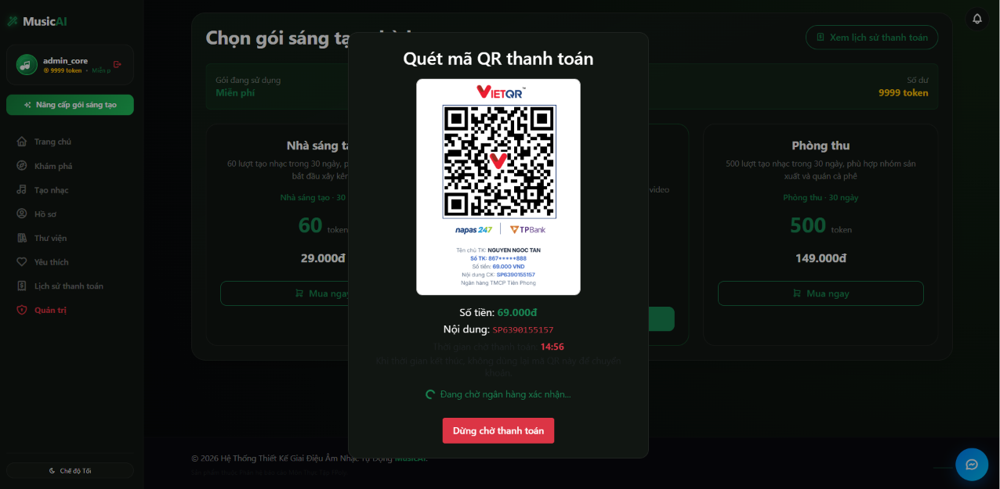 MusicAI
admin_core
9999 token • Miễn p
Nâng cấp gói sáng tạo
Trang chủ
Khám phá
Tạo nhạc
Hồ sơ
Thư viện
Yêu thích
Lịch sử thanh toán
Quản trị
Chế độ Tối
Chọn gói sáng tạ
Xem lịch sử thanh toán
Gói đang sử dụng
Miễn phí
Số dư
9999 token
Nhà sáng tạ
60 lượt tạo nhạc trong 30 ngày, p
bắt đầu xây kên
Nhà sáng tạo · 30
60 token
29.000đ
Mua ngay
video
Phòng thu
500 lượt tạo nhạc trong 30 ngày, phù hợp nhóm sản
xuất và quán cà phê
Phòng thu · 30 ngày
500 token
149.000đ
Mua ngay
Quét mã QR thanh toán
VIETQR™
napas 247
TPBank
Tên chủ TK: NGUYEN NGOC TAN
Số TK: 867*****888
Số tiền: 69.000 VND
Nội dung CK: SP6390155157
Ngân hàng TMCP Tiên Phong
Số tiền: 69.000đ
Nội dung: SP6390155157
Thời gian chờ thanh toán: 14:56
Khi thời gian kết thúc, không dùng lại mã QR này để chuyển
khoản.
Đang chờ ngân hàng xác nhận...
Dừng chờ thanh toán
© 2026 Hệ Thống Thiết Kế Giai Điệu Âm Nhạc Tự Động MusicAI.